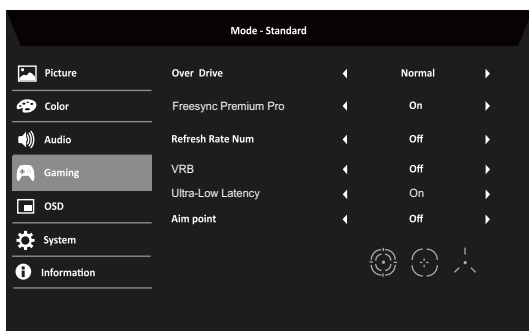 Mode - Standard
Picture
Over Drive Normal
Color
Freesync Premium Pro On
Audio
Refresh Rate Num Off
Gaming
VRB Off
Ultra-Low Latency On
OSD
Aim point Off
System
Information